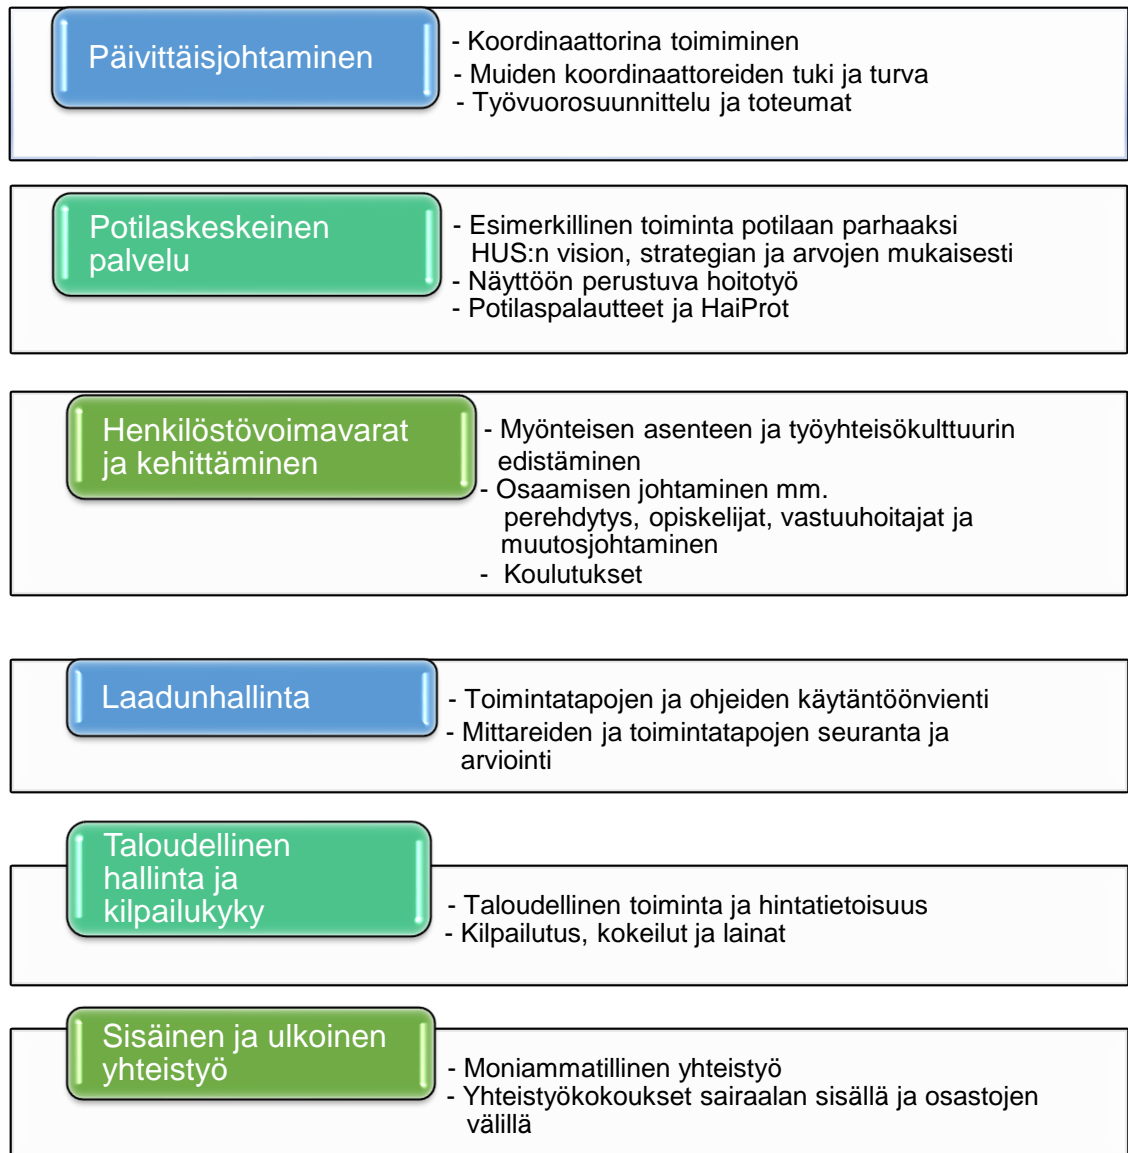 Päivittäisjohtaminen
- Koordinaattorina toimiminen
- Muiden koordinaattoreiden tuki ja turva
- Työvuorosuunnittelu ja toteumat
Potilaskeskeinen
palvelu
- Esimerkillinen toiminta potilaan parhaaksi
HUS:n vision, strategian ja arvojen mukaisesti
- Näyttöön perustuva hoitotyö
- Potilaspalautteet ja HaiProt
Henkilöstövoimavarat
ja kehittäminen
- Myönteisen asenteen ja työyhteisökulttuurin
edistäminen
- Osaamisen johtaminen mm.
perehdytys, opiskelijat, vastuuhoitajat ja
muutosjohtaminen
- Koulutukset
Laadunhallinta
- Toimintatapojen ja ohjeiden käytäntöönvienti
- Mittareiden ja toimintatapojen seuranta ja
arviointi
Taloudellinen
hallinta ja
kilpailukyky
- Taloudellinen toiminta ja hintatietoisuus
- Kilpailutus, kokeilut ja lainat
Sisäinen ja ulkoinen
yhteistyö
- Moniammatillinen yhteistyö
- Yhteistyökokoukset sairaalan sisällä ja osastojen
välillä